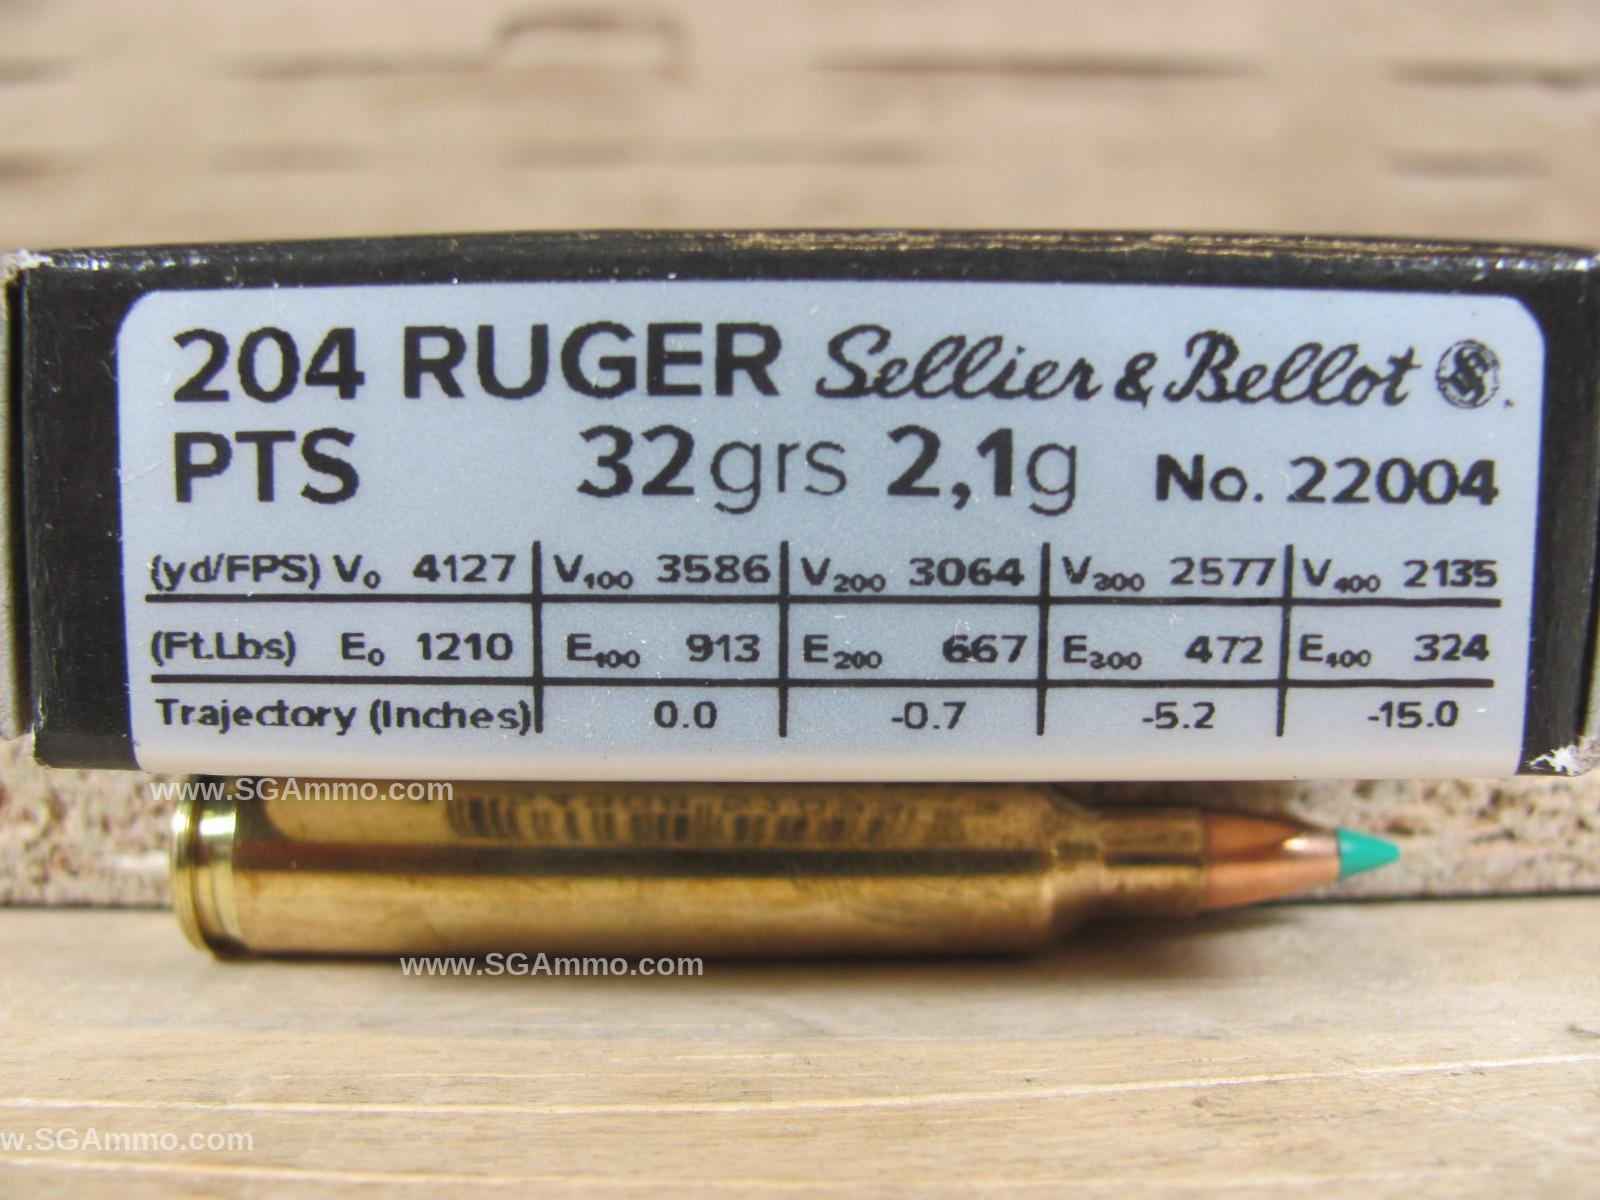 204 RUGER Sellier & Bellot
PTS 32grs 2,1g No. 22004
(yd/FPS) V0 4127 V100 3586 V200 3064 V300 2577 V400 2135
(Ft.Lbs) E0 1210 E100 913 E200 667 E300 472 E400 324
Trajectory (Inches) 0.0 -0.7 -5.2 -15.0
www.SGAmmo.com
www.SGAmmo.com
w.SGAmmo.com